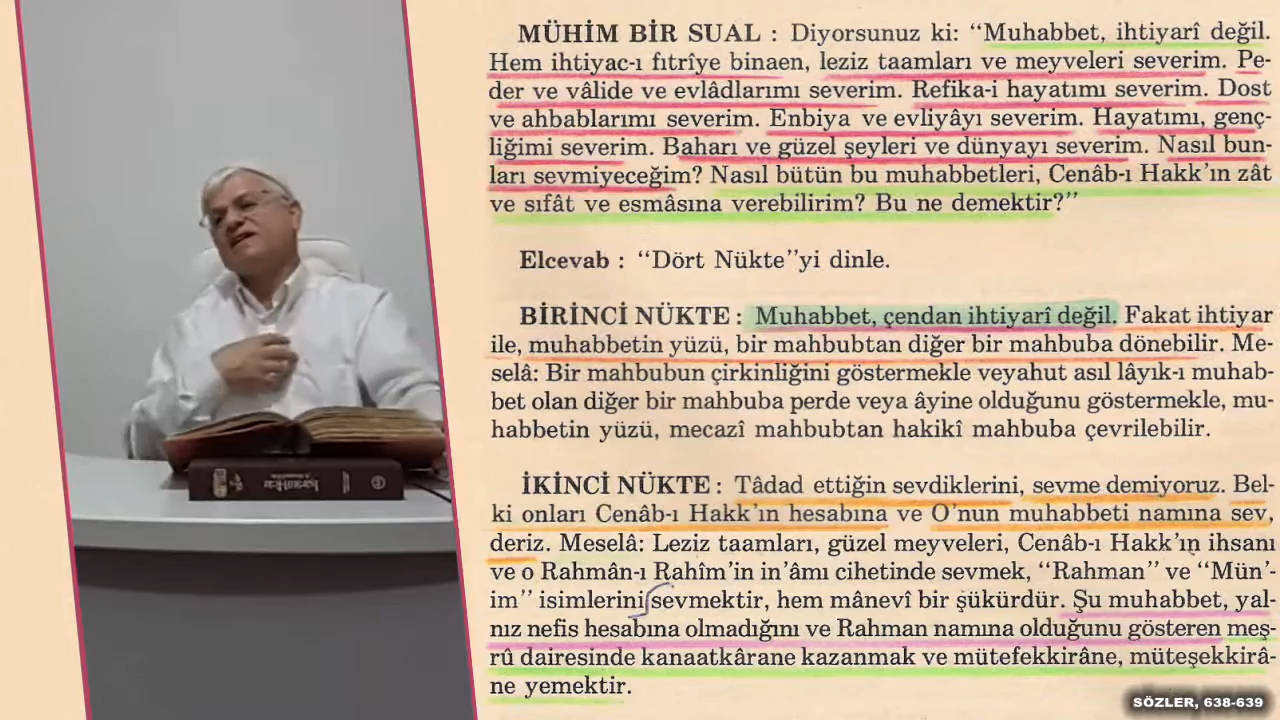 MÜHİM BİR SUAL : Diyorsunuz ki: “Muhabbet, ihtiyarî değil.
Hem ihtiyac-ı fıtrîye binaen, leziz taamları ve meyveleri severim. Pe-
der ve vâlide ve evlâdlarımı severim. Refika-i hayatımı severim. Dost
ve ahbablarımı severim. Enbiya ve evliyâyı severim. Hayatımı, genç-
liğimi severim. Baharı ve güzel şeyleri ve dünyayı severim. Nasıl bun-
ları sevmiyeceğim? Nasıl bütün bu muhabbetleri, Cenâb-ı Hakk’ın zât
ve sıfât ve esmâsına verebilirim? Bu ne demektir?”
Elcevab : “Dört Nükte”yi dinle.
BİRİNCİ NÜKTE : Muhabbet, çendan ihtiyarî değil. Fakat ihtiyar
ile, muhabbetin yüzü, bir mahbubtan diğer bir mahbuba dönebilir. Me-
selâ: Bir mahbubun çirkinliğini göstermekle veyahut asıl lâyık-ı muhab-
bet olan diğer bir mahbuba perde veya âyine olduğunu göstermekle, mu-
habbetin yüzü, mecazî mahbubtan hakikî mahbuba çevrilebilir.
İKİNCİ NÜKTE : Tâdad ettiğin sevdiklerini, sevme demiyoruz. Bel-
ki onları Cenâb-ı Hakk’ın hesabına ve O’nun muhabbeti namına sev,
deriz. Meselâ: Leziz taamları, güzel meyveleri, Cenâb-ı Hakk’ın ihsanı
ve o Rahmân-ı Rahîm’in in’âmı cihetinde sevmek, “Rahman” ve “Mün’-
im” isimlerini sevmektir, hem mânevî bir şükürdür. Şu muhabbet, yal-
nız nefis hesabına olmadığını ve Rahman namına olduğunu gösteren meş-
rû dairesinde kanaatkârane kazanmak ve mütefekkirâne, müteşekkirâ-
ne yemektir.
SÖZLER, 638-639